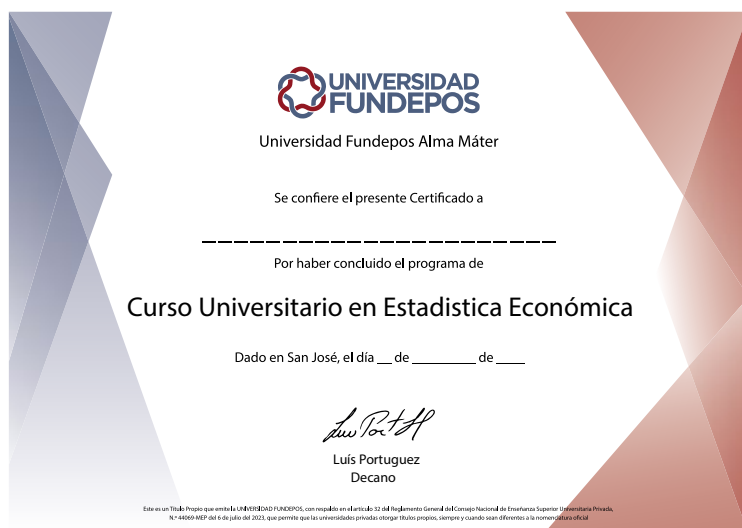 UNIVERSIDAD
FUNDEPOS
Universidad Fundepos Alma Máter
Se confiere el presente Certificado a
Por haber concluido el programa de
Curso Universitario en Estadistica Económica
Dado en San José, el día __ de ________ de ____
Luís Portuguez
Decano
Este es un Título Propio que emite la UNIVERSIDAD FUNDEPOS, con respaldo en el artículo 32 del Reglamento General del Consejo Nacional de Enseñanza Superior Universitaria Privada,
N.º 44069-MEP del 6 de julio del 2023, que permite que las universidades privadas otorgar títulos propios, siempre y cuando sean diferentes a la nomenclatura oficial